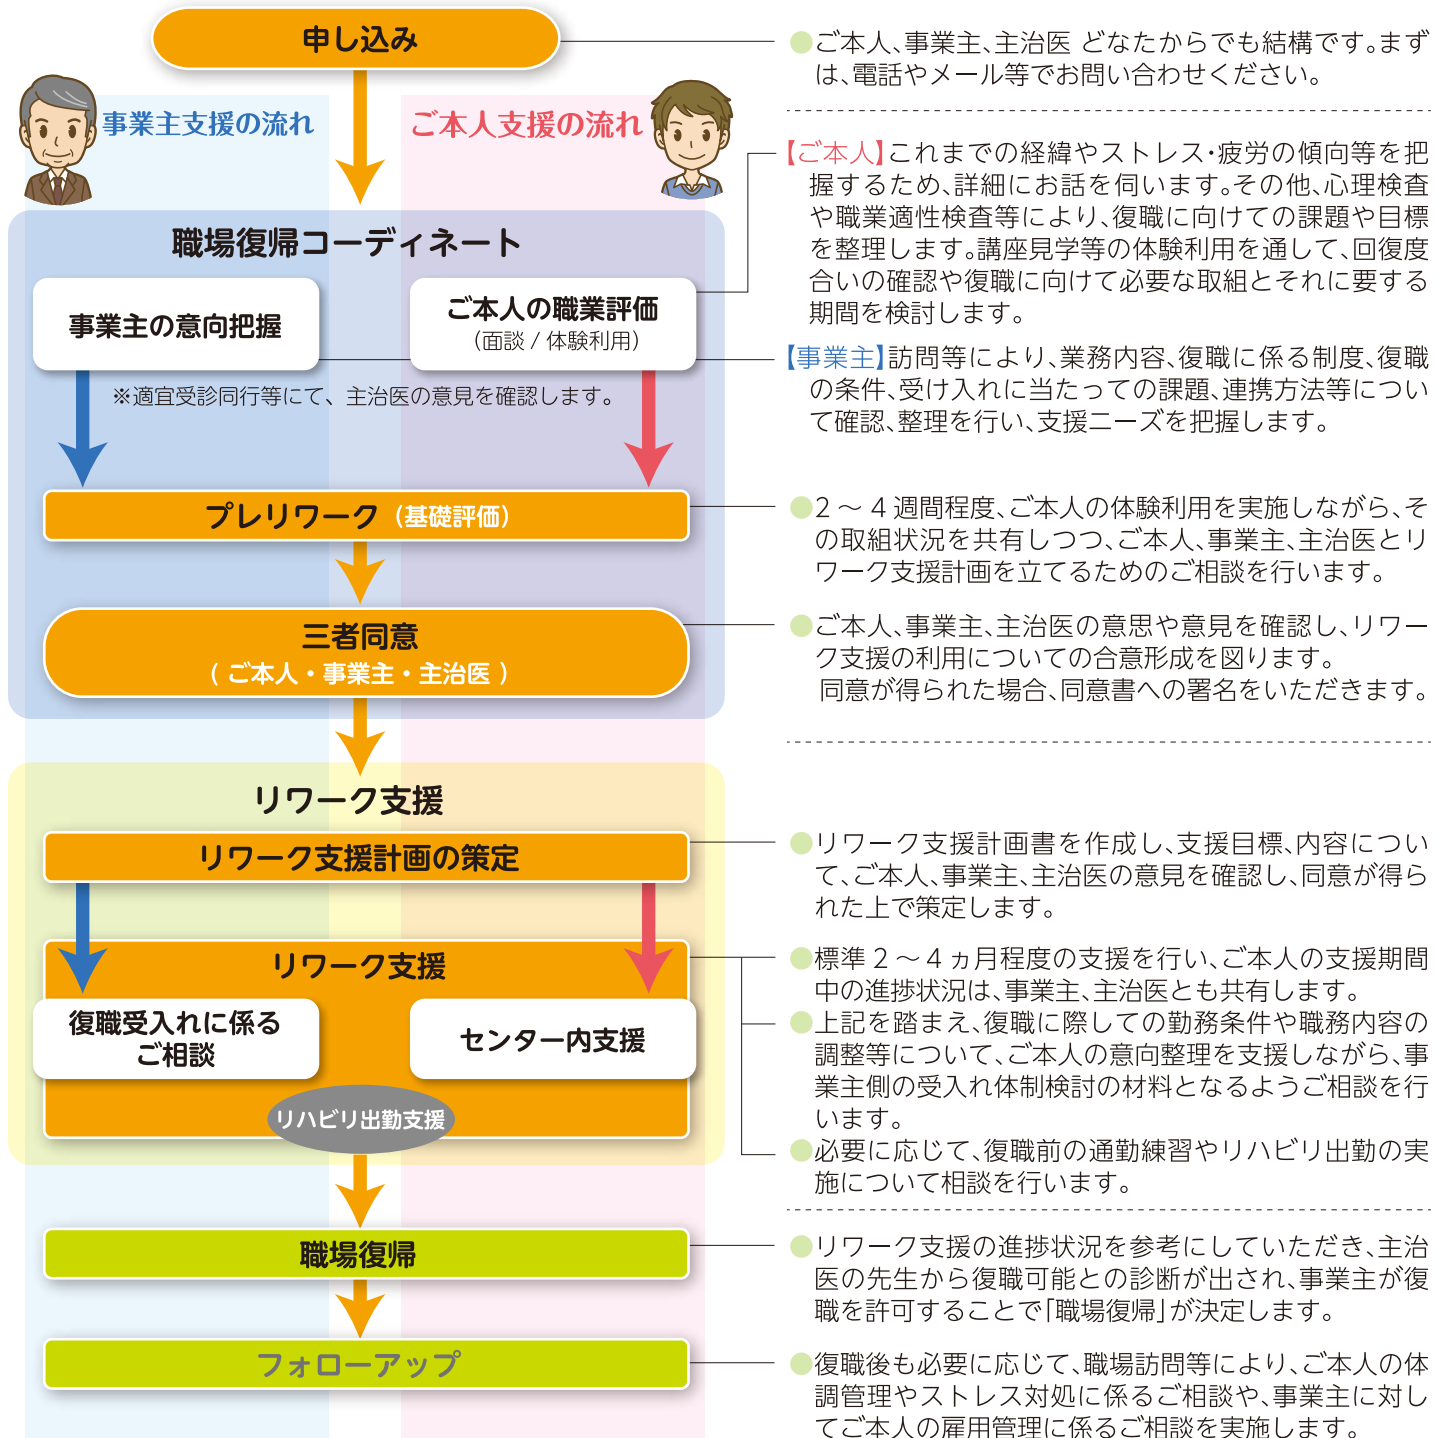 申し込み
●ご本人、事業主、主治医 どなたからでも結構です。まず
は、電話やメール等でお問い合わせください。
事業主支援の流れ
ご本人支援の流れ
職場復帰コーディネート
事業主の意向把握
ご本人の職業評価
（面談 / 体験利用）
【ご本人】これまでの経緯やストレス・疲労の傾向等を把
握するため、詳細にお話を伺います。その他、心理検査
や職業適性検査等により、復職に向けての課題や目標
を整理します。講座見学等の体験利用を通して、回復度
合いの確認や復職に向けて必要な取組とそれに要する
期間を検討します。
【事業主】訪問等により、業務内容、復職に係る制度、復職
の条件、受け入れに当たっての課題、連携方法等につい
て確認、整理を行い、支援ニーズを把握します。
※適宜受診同行等にて、主治医の意見を確認します。
プレリワーク（基礎評価）
●2～4週間程度、ご本人の体験利用を実施しながら、そ
の取組状況を共有しつつ、ご本人、事業主、主治医とリ
ワーク支援計画を立てるためのご相談を行います。
三者同意
（ご本人・事業主・主治医）
●ご本人、事業主、主治医の意思や意見を確認し、リワー
ク支援の利用についての合意形成を図ります。
同意が得られた場合、同意書への署名をいただきます。
リワーク支援
リワーク支援計画の策定
●リワーク支援計画書を作成し、支援目標、内容につい
て、ご本人、事業主、主治医の意見を確認し、同意が得ら
れた上で策定します。
リワーク支援
復職受入れに係る
ご相談
センター内支援
リハビリ出勤支援
●標準2～4ヵ月程度の支援を行い、ご本人の支援期間
中の進捗状況は、事業主、主治医とも共有します。
●上記を踏まえ、復職に際しての勤務条件や職務内容の
調整等について、ご本人の意向整理を支援しながら、事
業主側の受入れ体制検討の材料となるようご相談を行
います。
●必要に応じて、復職前の通勤練習やリハビリ出勤の実
施について相談を行います。
職場復帰
●リワーク支援の進捗状況を参考にしていただき、主治
医の先生から復職可能との診断が出され、事業主が復
職を許可することで「職場復帰」が決定します。
フォローアップ
●復職後も必要に応じて、職場訪問等により、ご本人の体
調管理やストレス対処に係るご相談や、事業主に対し
てご本人の雇用管理に係るご相談を実施します。